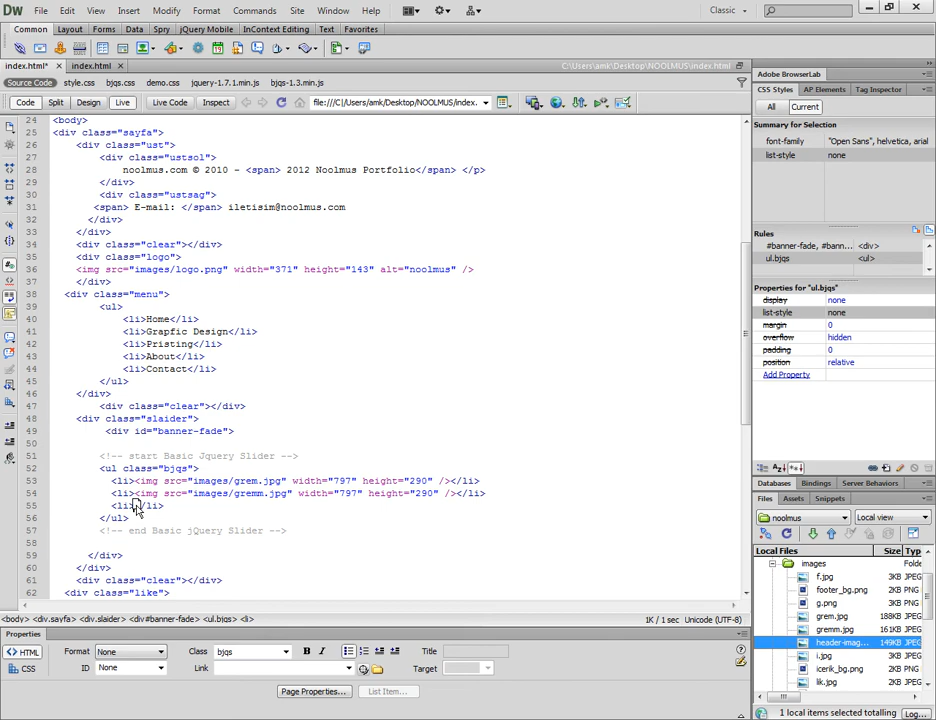 Dw File Edit View Insert Modify Format Commands Site Window Help Classic
Common Layout Forms Data Spry jQuery Mobile InContext Editing Text Favorites
index.html* index.html C:\Users\amk\Desktop\NOOLMUS\index.html
Source Code style.css bjqs.css demo.css jquery-1.7.1.min.js bjqs-1.3.min.js
Code Split Design Live Live Code Inspect file:///C|/Users/amk/Desktop/NOOLMUS/index.
24 <body>
25 <div class="sayfa">
26 <div class="ust">
27 <div class="ustsol">
28 noolmus.com © 2010 - <span> 2012 Noolmus Portfolio</span> </p>
29 </div>
30 <div class="ustsag">
31 <span> E-mail: </span> iletisim@noolmus.com
32 </div>
33 </div>
34 <div class="clear"></div>
35 <div class="logo">
36 <img src="images/logo.png" width="371" height="143" alt="noolmus" />
37 </div>
38 <div class="menu">
39 <ul>
40 <li>Home</li>
41 <li>Grapfic Design</li>
42 <li>Pristing</li>
43 <li>About</li>
44 <li>Contact</li>
45 </ul>
46 </div>
47 <div class="clear"></div>
48 <div class="slaider">
49 <div id="banner-fade">
50
51 <!-- start Basic Jquery Slider -->
52 <ul class="bjqs">
53 <li><img src="images/grem.jpg" width="797" height="290" /></li>
54 <li><img src="images/gremm.jpg" width="797" height="290" /></li>
55 <li></li>
56 </ul>
57 <!-- end Basic jQuery Slider -->
58
59 </div>
60 </div>
61 <div class="clear"></div>
62 <div class="like">
<body> <div.sayfa> <div.slaider> <div#banner-fade> <ul.bjqs> <li> 1K / 1 sec Unicode (UTF-8)
Properties
HTML Format None Class bjqs B I Title
CSS ID None Link Target
Page Properties... List Item...
Adobe BrowserLab
CSS Styles AP Elements Tag Inspector
All Current
Summary for Selection
font-family "Open Sans", helvetica, arial
list-style none
Rules
#banner-fade, #bann... <div>
ul.bjqs <ul>
Properties for "ul.bjqs"
display none
list-style none
margin 0
overflow hidden
padding 0
position relative
Add Property
Databases Bindings Server Behaviors
Files Assets Snippets
noolmus Local view
Local Files Size Type
images Folde
f.jpg 3KB JPEG
footer_bg.png 2KB PNG
g.png 3KB PNG
grem.jpg 188KB JPEG
gremm.jpg 161KB JPEG
header-imag... 149KB JPEG
i.jpg 3KB JPEG
icerik_bg.png 2KB PNG
lik.jpg 2KB JPEG
1 local items selected totalling Log...